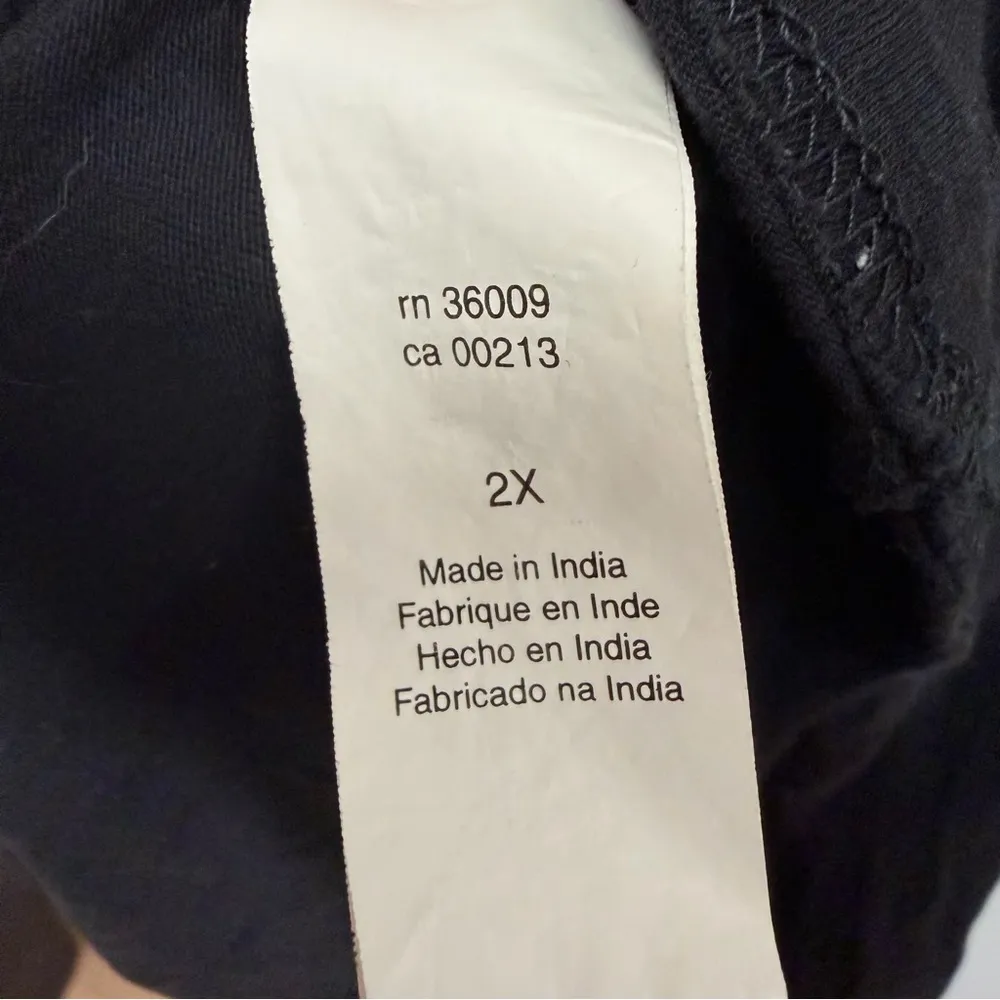 rn 36009
ca 00213
2X
Made in India
Fabrique en Inde
Hecho en India
Fabricado na India